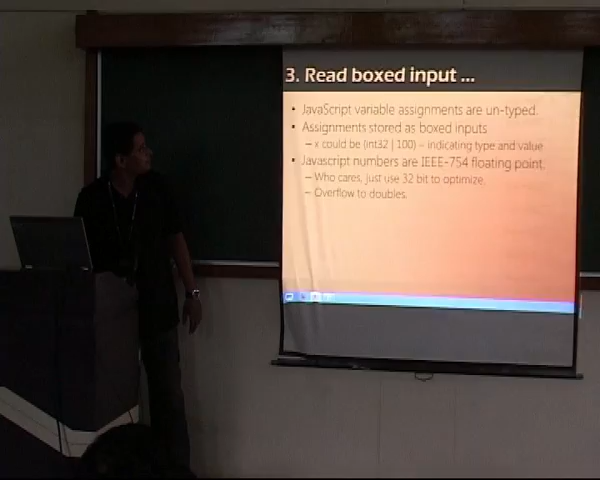 3. Read boxed input ...
• JavaScript variable assignments are un-typed.
• Assignments stored as boxed inputs
– x could be (int32 | 100) – indicating type and value
• Javascript numbers are IEEE-754 floating point.
– Who cares, just use 32 bit to optimize.
– Overflow to doubles.